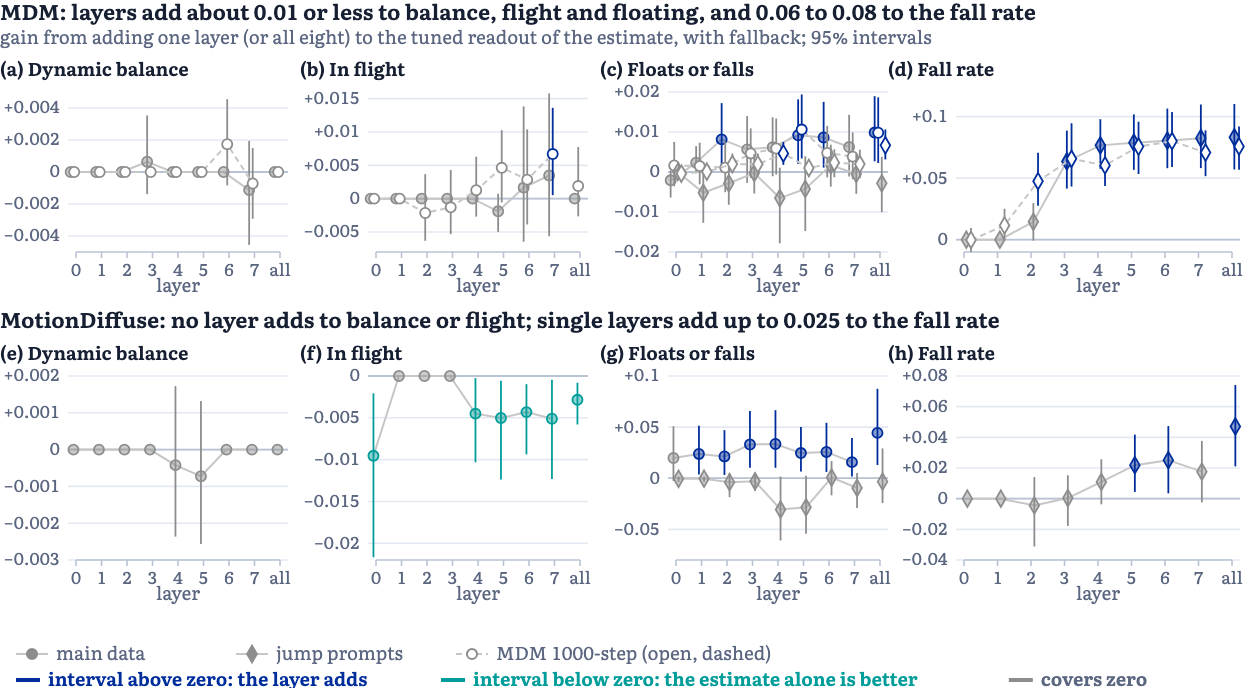 MDM: layers add about 0.01 or less to balance, flight and floating, and 0.06 to 0.08 to the fall rate
gain from adding one layer (or all eight) to the tuned readout of the estimate, with fallback; 95% intervals
(a) Dynamic balance
+0.004
+0.002
0
−0.002
−0.004
0 1 2 3 4 5 6 7 all
layer
(b) In flight
+0.015
+0.01
+0.005
0
−0.005
0 1 2 3 4 5 6 7 all
layer
(c) Floats or falls
+0.02
+0.01
0
−0.01
−0.02
0 1 2 3 4 5 6 7 all
layer
(d) Fall rate
+0.1
+0.05
0
0 1 2 3 4 5 6 7 all
layer
MotionDiffuse: no layer adds to balance or flight; single layers add up to 0.025 to the fall rate
(e) Dynamic balance
+0.002
+0.001
0
−0.001
−0.002
−0.003
0 1 2 3 4 5 6 7 all
layer
(f) In flight
0
−0.005
−0.01
−0.015
−0.02
0 1 2 3 4 5 6 7 all
layer
(g) Floats or falls
+0.1
+0.05
0
−0.05
0 1 2 3 4 5 6 7 all
layer
(h) Fall rate
+0.08
+0.06
+0.04
+0.02
0
−0.02
−0.04
0 1 2 3 4 5 6 7 all
layer
main data jump prompts MDM 1000-step (open, dashed)
interval above zero: the layer adds interval below zero: the estimate alone is better covers zero